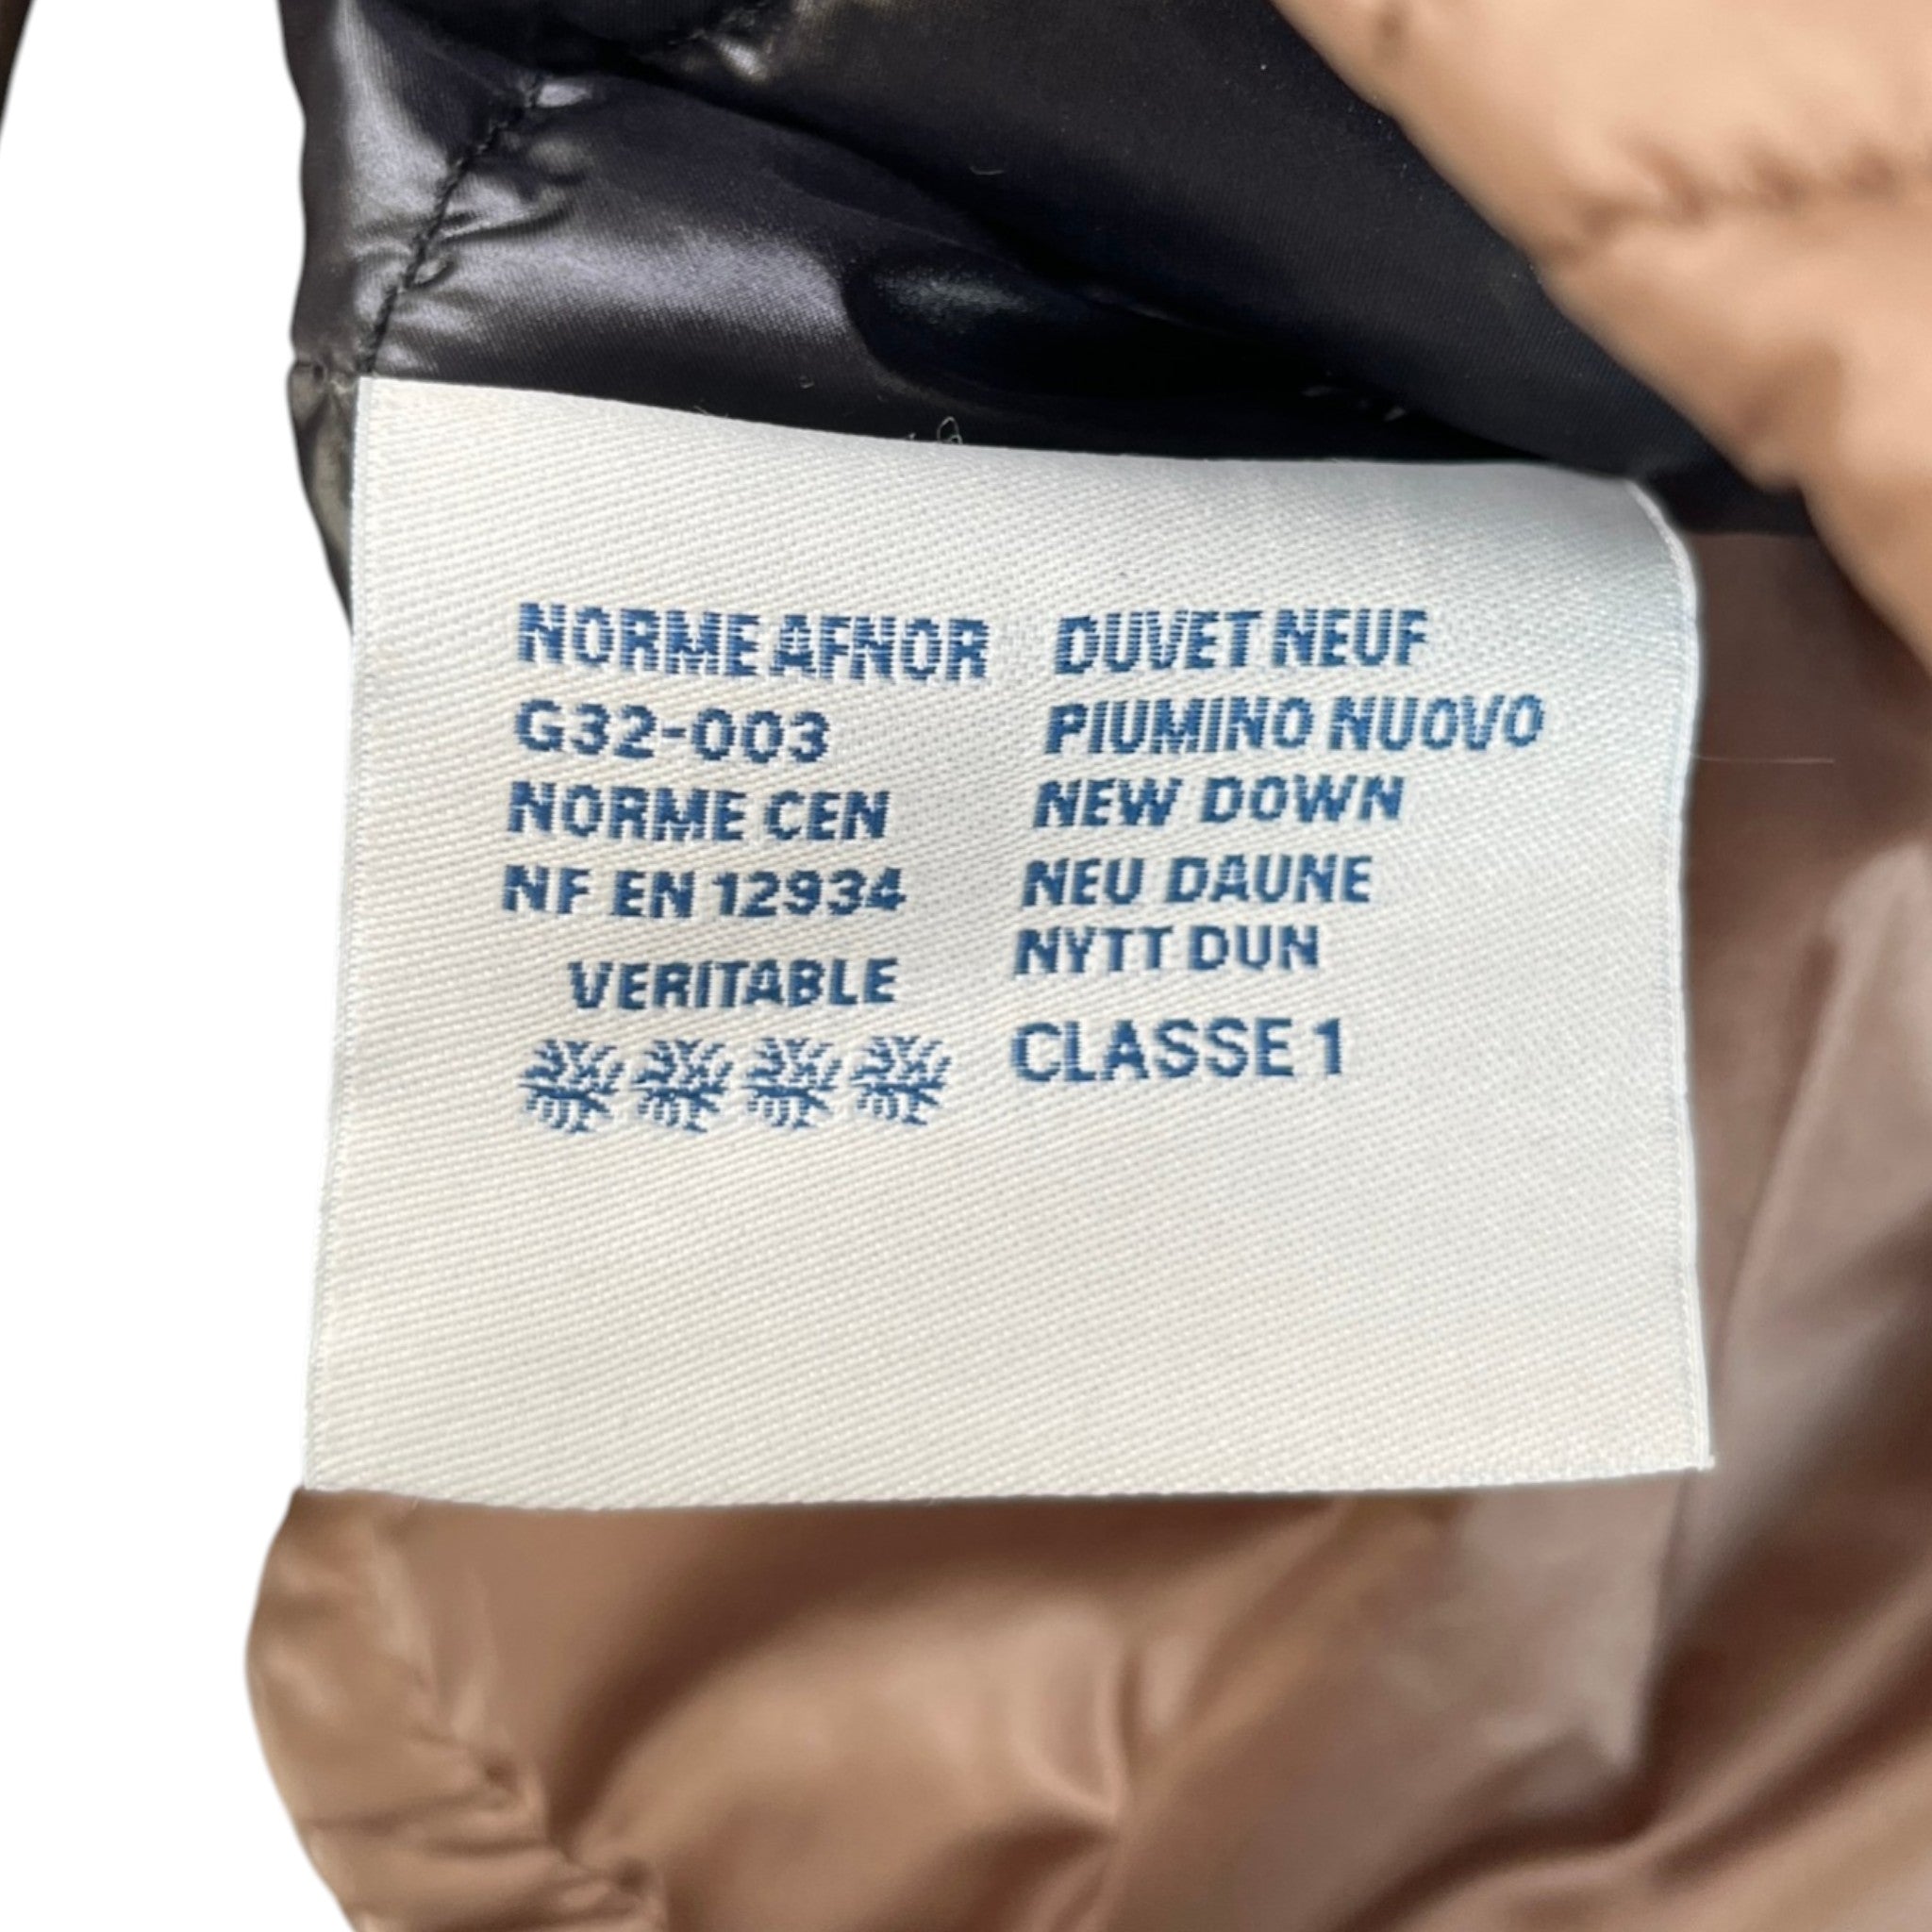 NORME AFNOR
G32-003
NORME CEN
NF EN 12934
VERITABLE
DUVET NEUF
PIUMINO NUOVO
NEW DOWN
NEU DAUNE
NYTT DUN
CLASSE 1